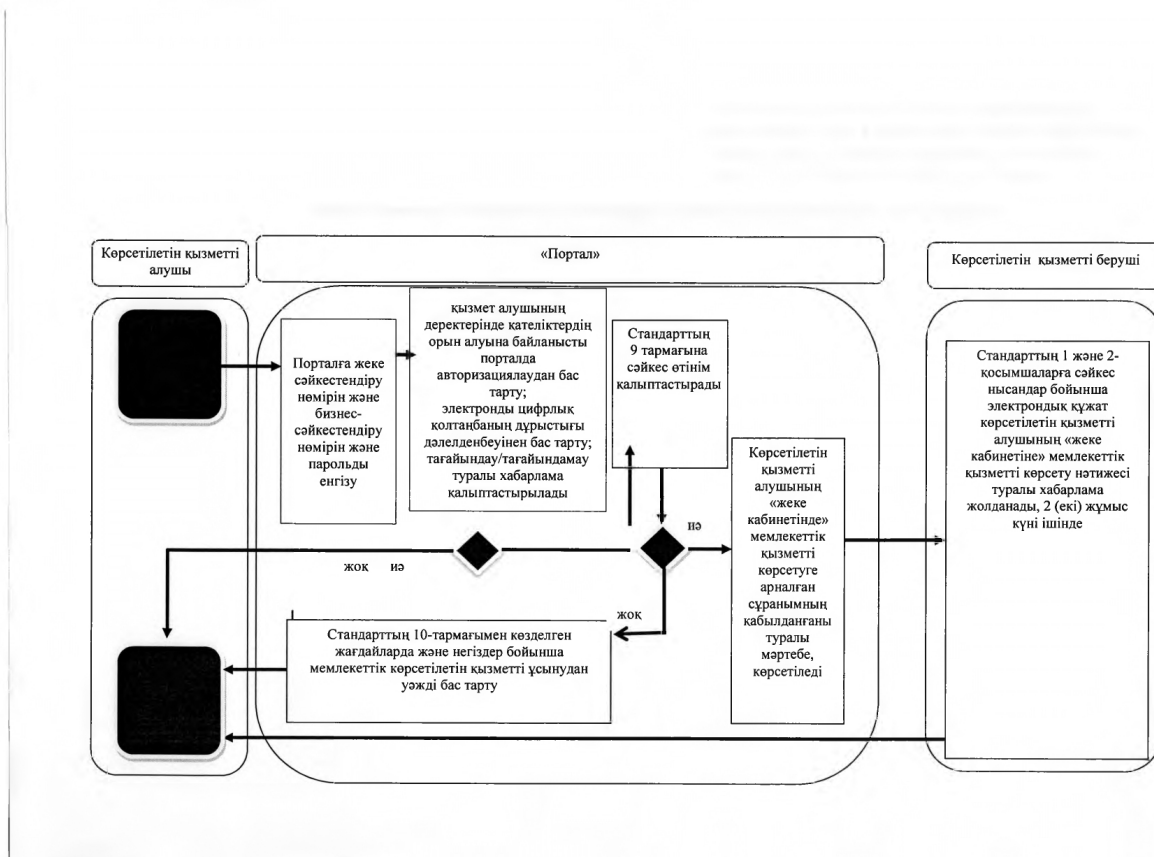 Көрсетілетін қызметті
алушы
«Портал»
Көрсетілетін қызметті беруші
Порталға жеке
сәйкестендіру
нөмірін және
бизнес-
сәйкестендіру
нөмірін және
парольды
енгізу
қызмет алушының
деректерінде қателіктердің
орын алуына байланысты
порталда
авторизациялаудан бас
тарту;
электронды цифрлық
қолтаңбаның дұрыстығы
дәлелденбеуінен бас тарту;
тағайындау/тағайындамау
туралы хабарлама
қалыптастырылады
Стандарттың
9 тармағына
сәйкес өтінім
қалыптастырады
Көрсетілетін
қызметті
алушының
«жеке
кабинетінде»
мемлекеттік
қызметті
көрсетуге
арналған
сұранымның
қабылданғаны
туралы
мәртебе,
көрсетіледі
Стандарттың 1 және 2-
қосымшаларға сәйкес
нысандар бойынша
электрондық құжат
көрсетілетін қызметті
алушының «жеке
кабинетіне» мемлекеттік
қызметті көрсету нәтижесі
туралы хабарлама
жолданады, 2 (екі) жұмыс
күні ішінде
иә
жоқ иә
жоқ
Стандарттың 10-тармағымен көзделген
жағдайларда және негіздер бойынша
мемлекеттік көрсетілетін қызметті ұсынудан
уәжді бас тарту